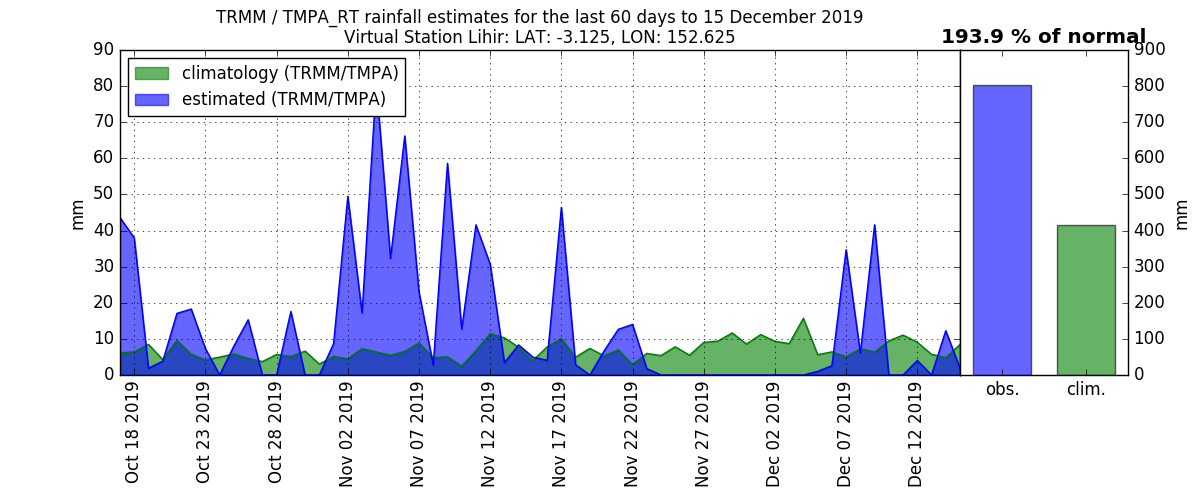 TRMM / TMPA_RT rainfall estimates for the last 60 days to 15 December 2019
Virtual Station Lihir: LAT: -3.125, LON: 152.625
193.9 % of normal
climatology (TRMM/TMPA)
estimated (TRMM/TMPA)
mm
90
80
70
60
50
40
30
20
10
0
Oct 18 2019
Oct 23 2019
Oct 28 2019
Nov 02 2019
Nov 07 2019
Nov 12 2019
Nov 17 2019
Nov 22 2019
Nov 27 2019
Dec 02 2019
Dec 07 2019
Dec 12 2019
obs.
clim.
900
800
700
600
500
400
300
200
100
0
mm